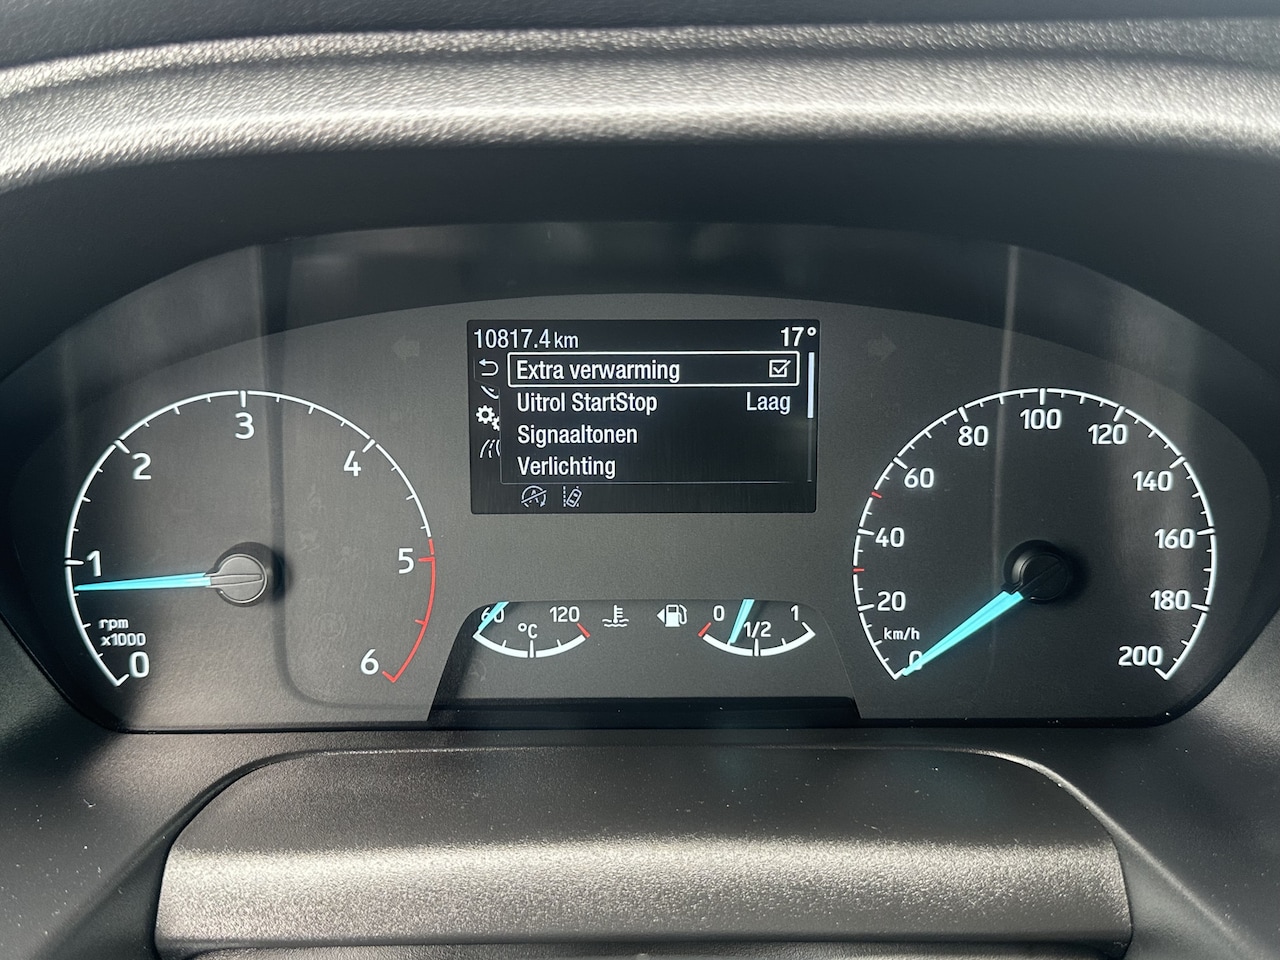 10817.4 km 17°
Extra verwarming
Uitrol StartStop Laag
Signaaltonen
Verlichting
0 1 2 3 4 5 6
rpm
x1000
60 120
°C
0 1/2 1
0 20 40 60 80 100 120 140 160 180 200
km/h